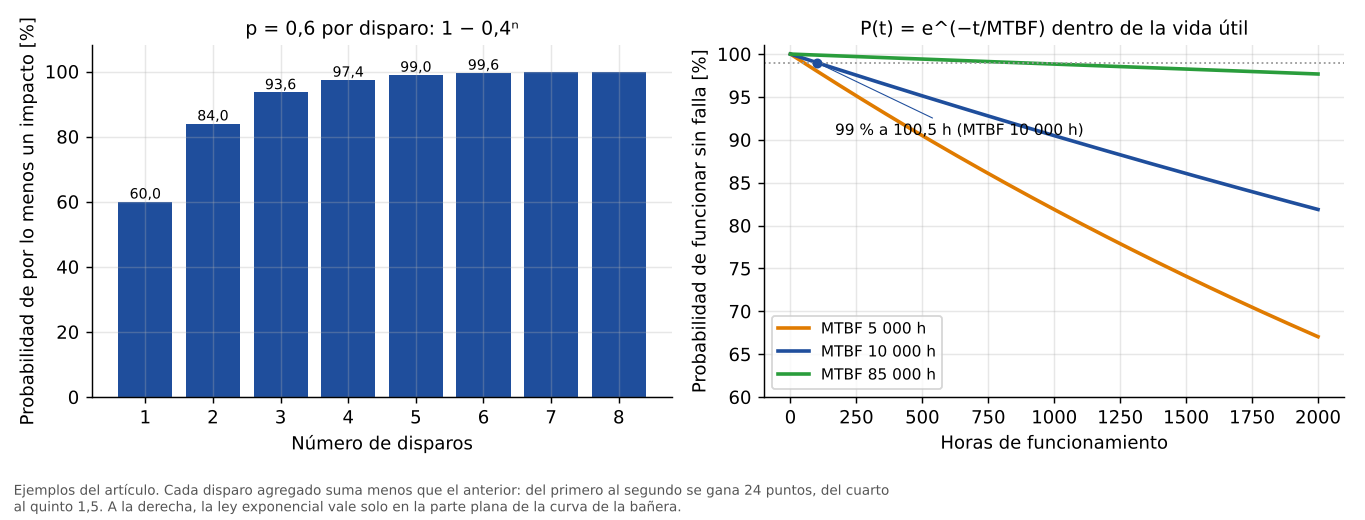 p = 0,6 por disparo: 1 − 0,4ⁿ
Probabilidad de por lo menos un impacto [%]
100
80
60
40
20
0
60,0
84,0
93,6
97,4
99,0
99,6
1 2 3 4 5 6 7 8
Número de disparos
P(t) = e^(−t/MTBF) dentro de la vida útil
Probabilidad de funcionar sin falla [%]
100
95
90
85
80
75
70
65
60
99 % a 100,5 h (MTBF 10 000 h)
MTBF 5 000 h
MTBF 10 000 h
MTBF 85 000 h
0 250 500 750 1000 1250 1500 1750 2000
Horas de funcionamiento
Ejemplos del artículo. Cada disparo agregado suma menos que el anterior: del primero al segundo se gana 24 puntos, del cuarto
al quinto 1,5. A la derecha, la ley exponencial vale solo en la parte plana de la curva de la bañera.